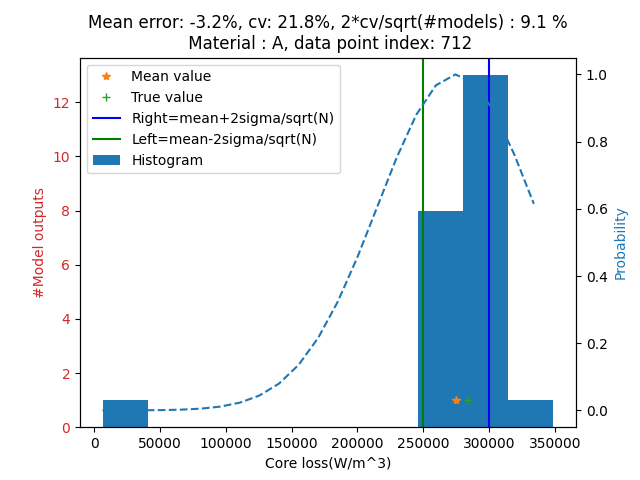 Mean error: -3.2%, cv: 21.8%, 2*cv/sqrt(#models) : 9.1 %
Material : A, data point index: 712
Mean value
True value
Right=mean+2sigma/sqrt(N)
Left=mean-2sigma/sqrt(N)
Histogram
12
10
8
6
4
2
0
#Model outputs
1.0
0.8
0.6
0.4
0.2
0.0
Probability
0 50000 100000 150000 200000 250000 300000 350000
Core loss(W/m^3)